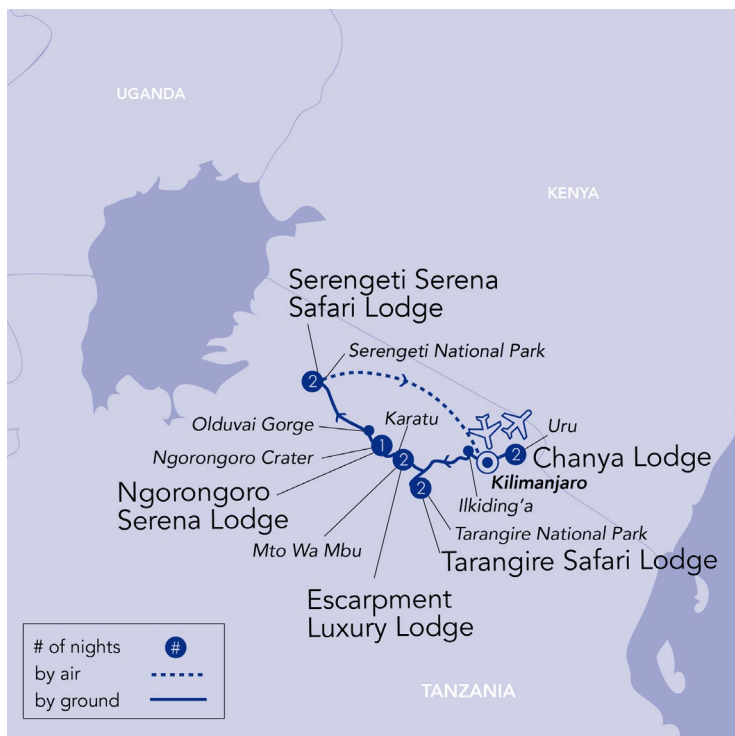 UGANDA
KENYA
Serengeti Serena
Safari Lodge
Serengeti National Park
2
Olduvai Gorge
Karatu
Uru
Ngorongoro Crater
1
2
2
Chanya Lodge
Kilimanjaro
Ngorongoro
Serena Lodge
2
Ilkiding'a
Tarangire National Park
Mto Wa Mbu
Tarangire Safari Lodge
Escarpment
Luxury Lodge
# of nights #
by air
by ground
TANZANIA